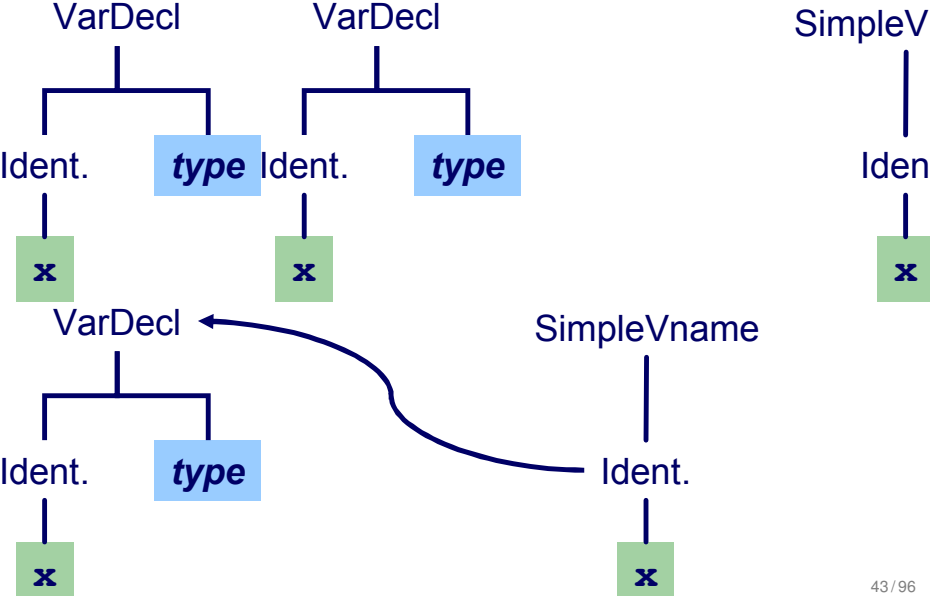 VarDecl VarDecl SimpleV
Ident. type Ident. type Iden
x x x
VarDecl SimpleVname
Ident. type Ident.
x x
43/96